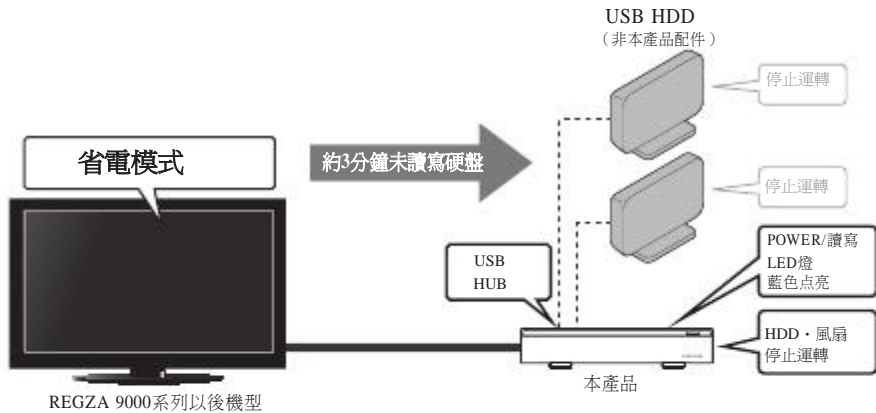 USB HDD
（非本產品配件）
停止運轉
省電模式
約3分鐘未讀寫硬盤
停止運轉
USB
HUB
POWER/讀寫
LED燈
藍色点亮
HDD・風扇
停止運轉
本產品
REGZA 9000系列以後機型